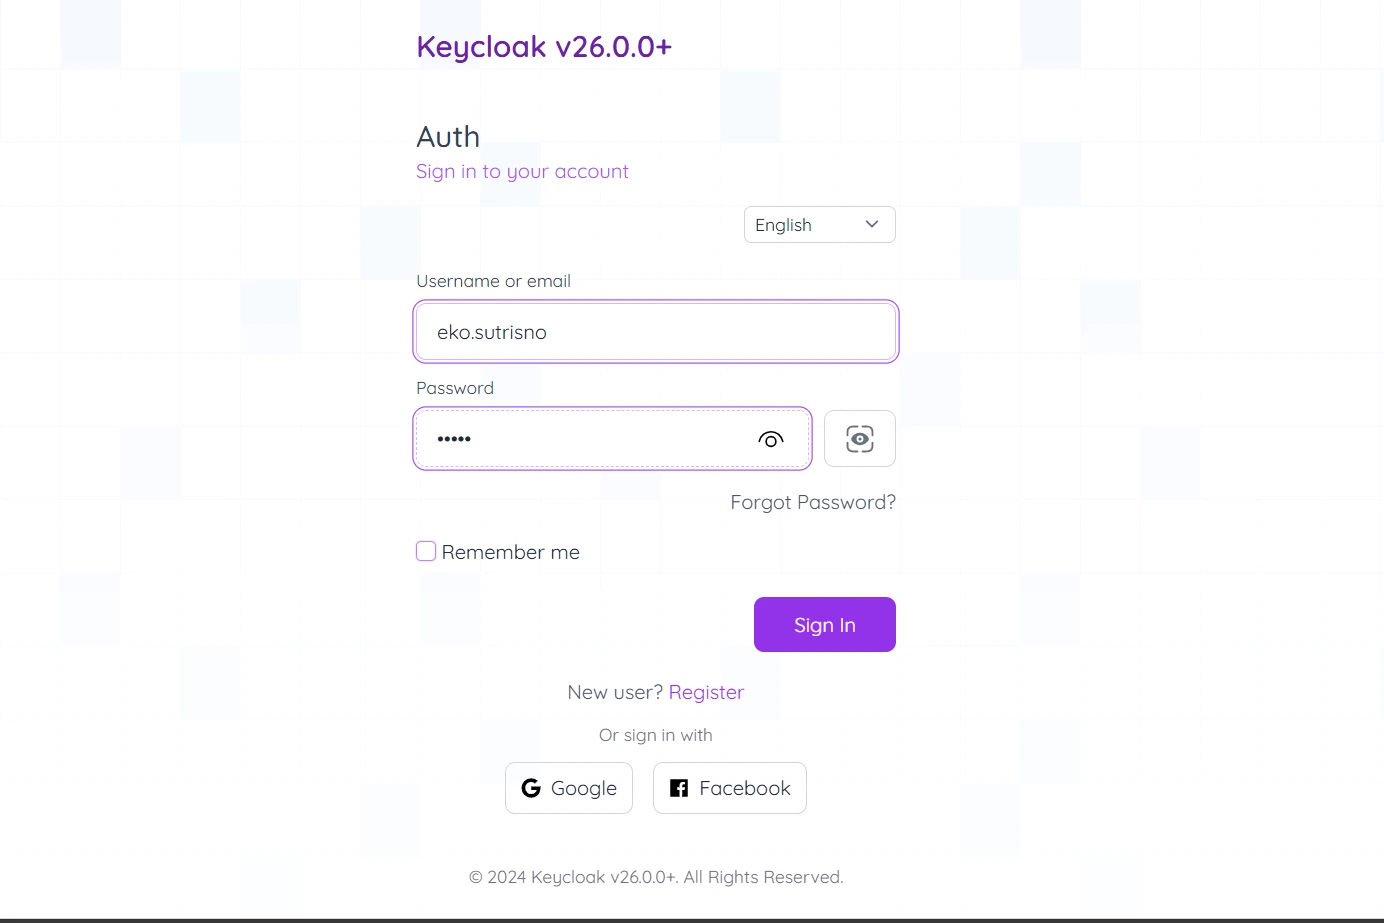 Keycloak v26.0.0+
Auth
Sign in to your account
English
Username or email
eko.sutrisno
Password
•••••
Forgot Password?
Remember me
Sign In
New user? Register
Or sign in with
Google Facebook
© 2024 Keycloak v26.0.0+. All Rights Reserved.